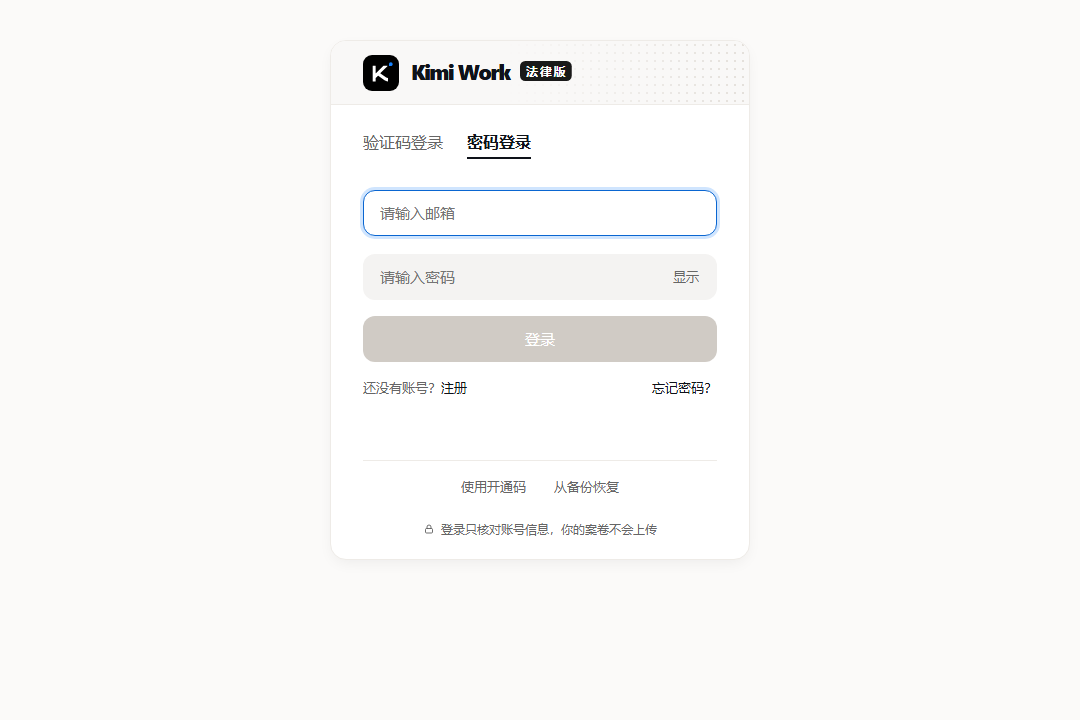 Kimi Work 法律版
验证码登录 密码登录
请输入邮箱
请输入密码 显示
登录
还没有账号？注册 忘记密码？
使用开通码 从备份恢复
登录只核对账号信息，你的案卷不会上传